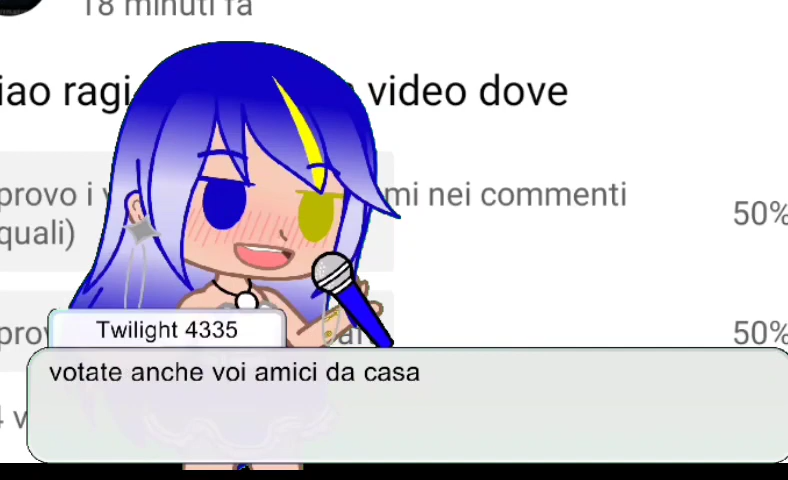 18 minuti fa
iao ragi video dove
provo i mi nei commenti
quali) 50%
prov 50%
Twilight 4335
votate anche voi amici da casa